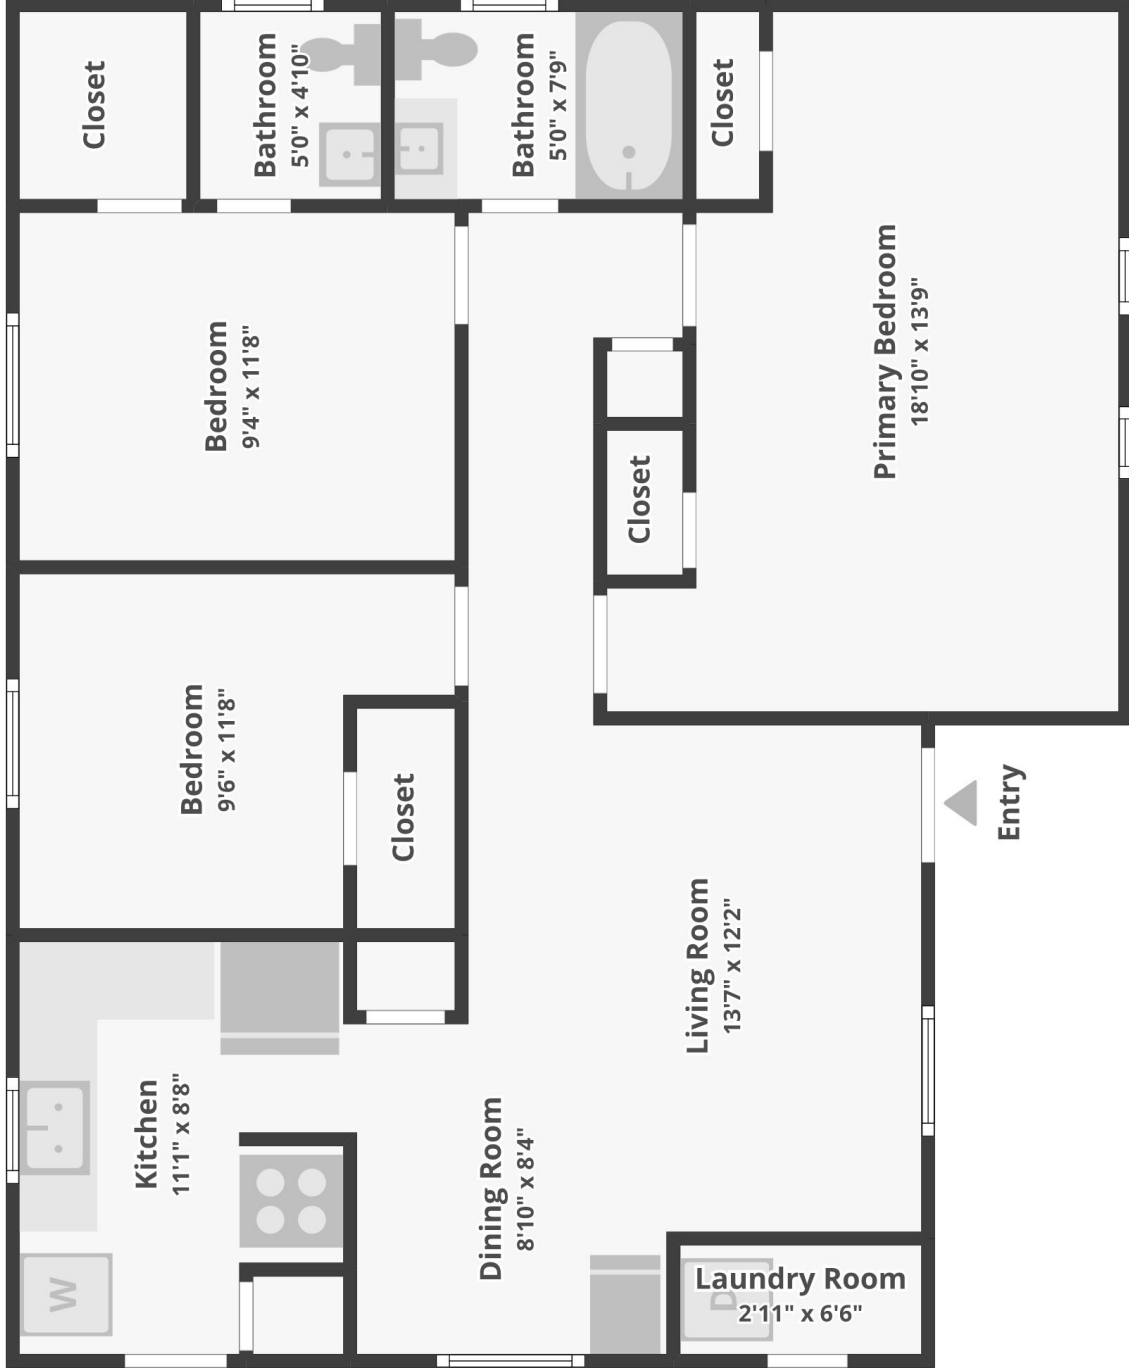 Closet
Bathroom
5'0" x 4'10"
Bathroom
5'0" x 7'9"
Closet
Primary Bedroom
18'10" x 13'9"
Bedroom
9'4" x 11'8"
Closet
Bedroom
9'6" x 11'8"
Closet
Entry
Living Room
13'7" x 12'2"
Kitchen
11'1" x 8'8"
Dining Room
8'10" x 8'4"
W
D
Laundry Room
2'11" x 6'6"